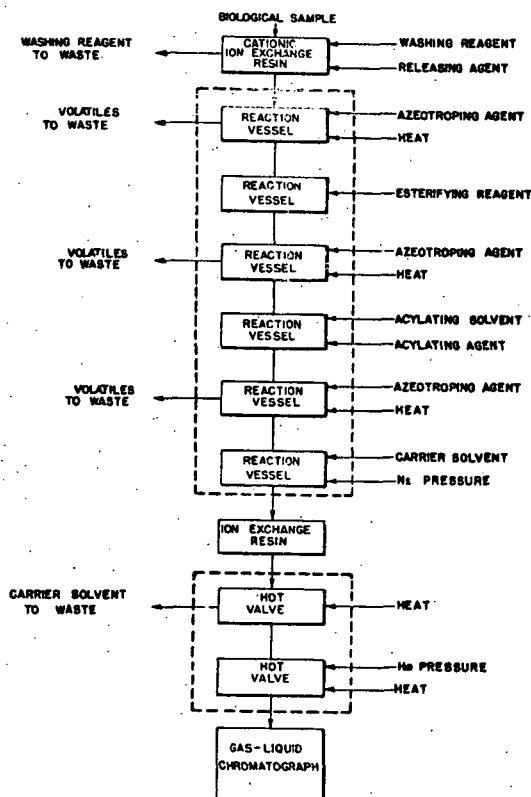 BIOLOGICAL SAMPLE
WASHING REAGENT
TO WASTE
CATIONIC
ION EXCHANGE
RESIN
WASHING REAGENT
RELEASING AGENT
VOLATILES
TO WASTE
REACTION
VESSEL
AZEOTROPING AGENT
HEAT
REACTION
VESSEL
ESTERIFYING REAGENT
VOLATILES
TO WASTE
REACTION
VESSEL
AZEOTROPING AGENT
HEAT
REACTION
VESSEL
ACYLATING SOLVENT
ACYLATING AGENT
VOLATILES
TO WASTE
REACTION
VESSEL
AZEOTROPING AGENT
HEAT
REACTION
VESSEL
CARRIER SOLVENT
N₂ PRESSURE
ION EXCHANGE
RESIN
CARRIER SOLVENT
TO WASTE
HOT
VALVE
HEAT
HOT
VALVE
He PRESSURE
HEAT
GAS-LIQUID
CHROMATOGRAPH